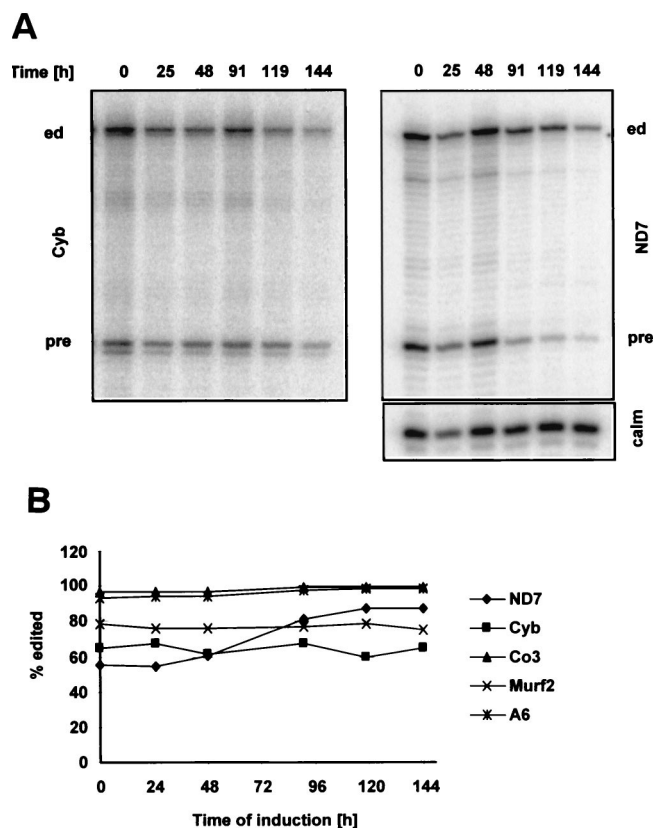 A
Time [h] 0 25 48 91 119 144
0 25 48 91 119 144
ed
ed
Cyb
ND7
pre
pre
calm
B
120
100
80
60
40
20
0
% edited
0 24 48 72 96 120 144
Time of induction [h]
ND7
Cyb
Co3
Murf2
A6